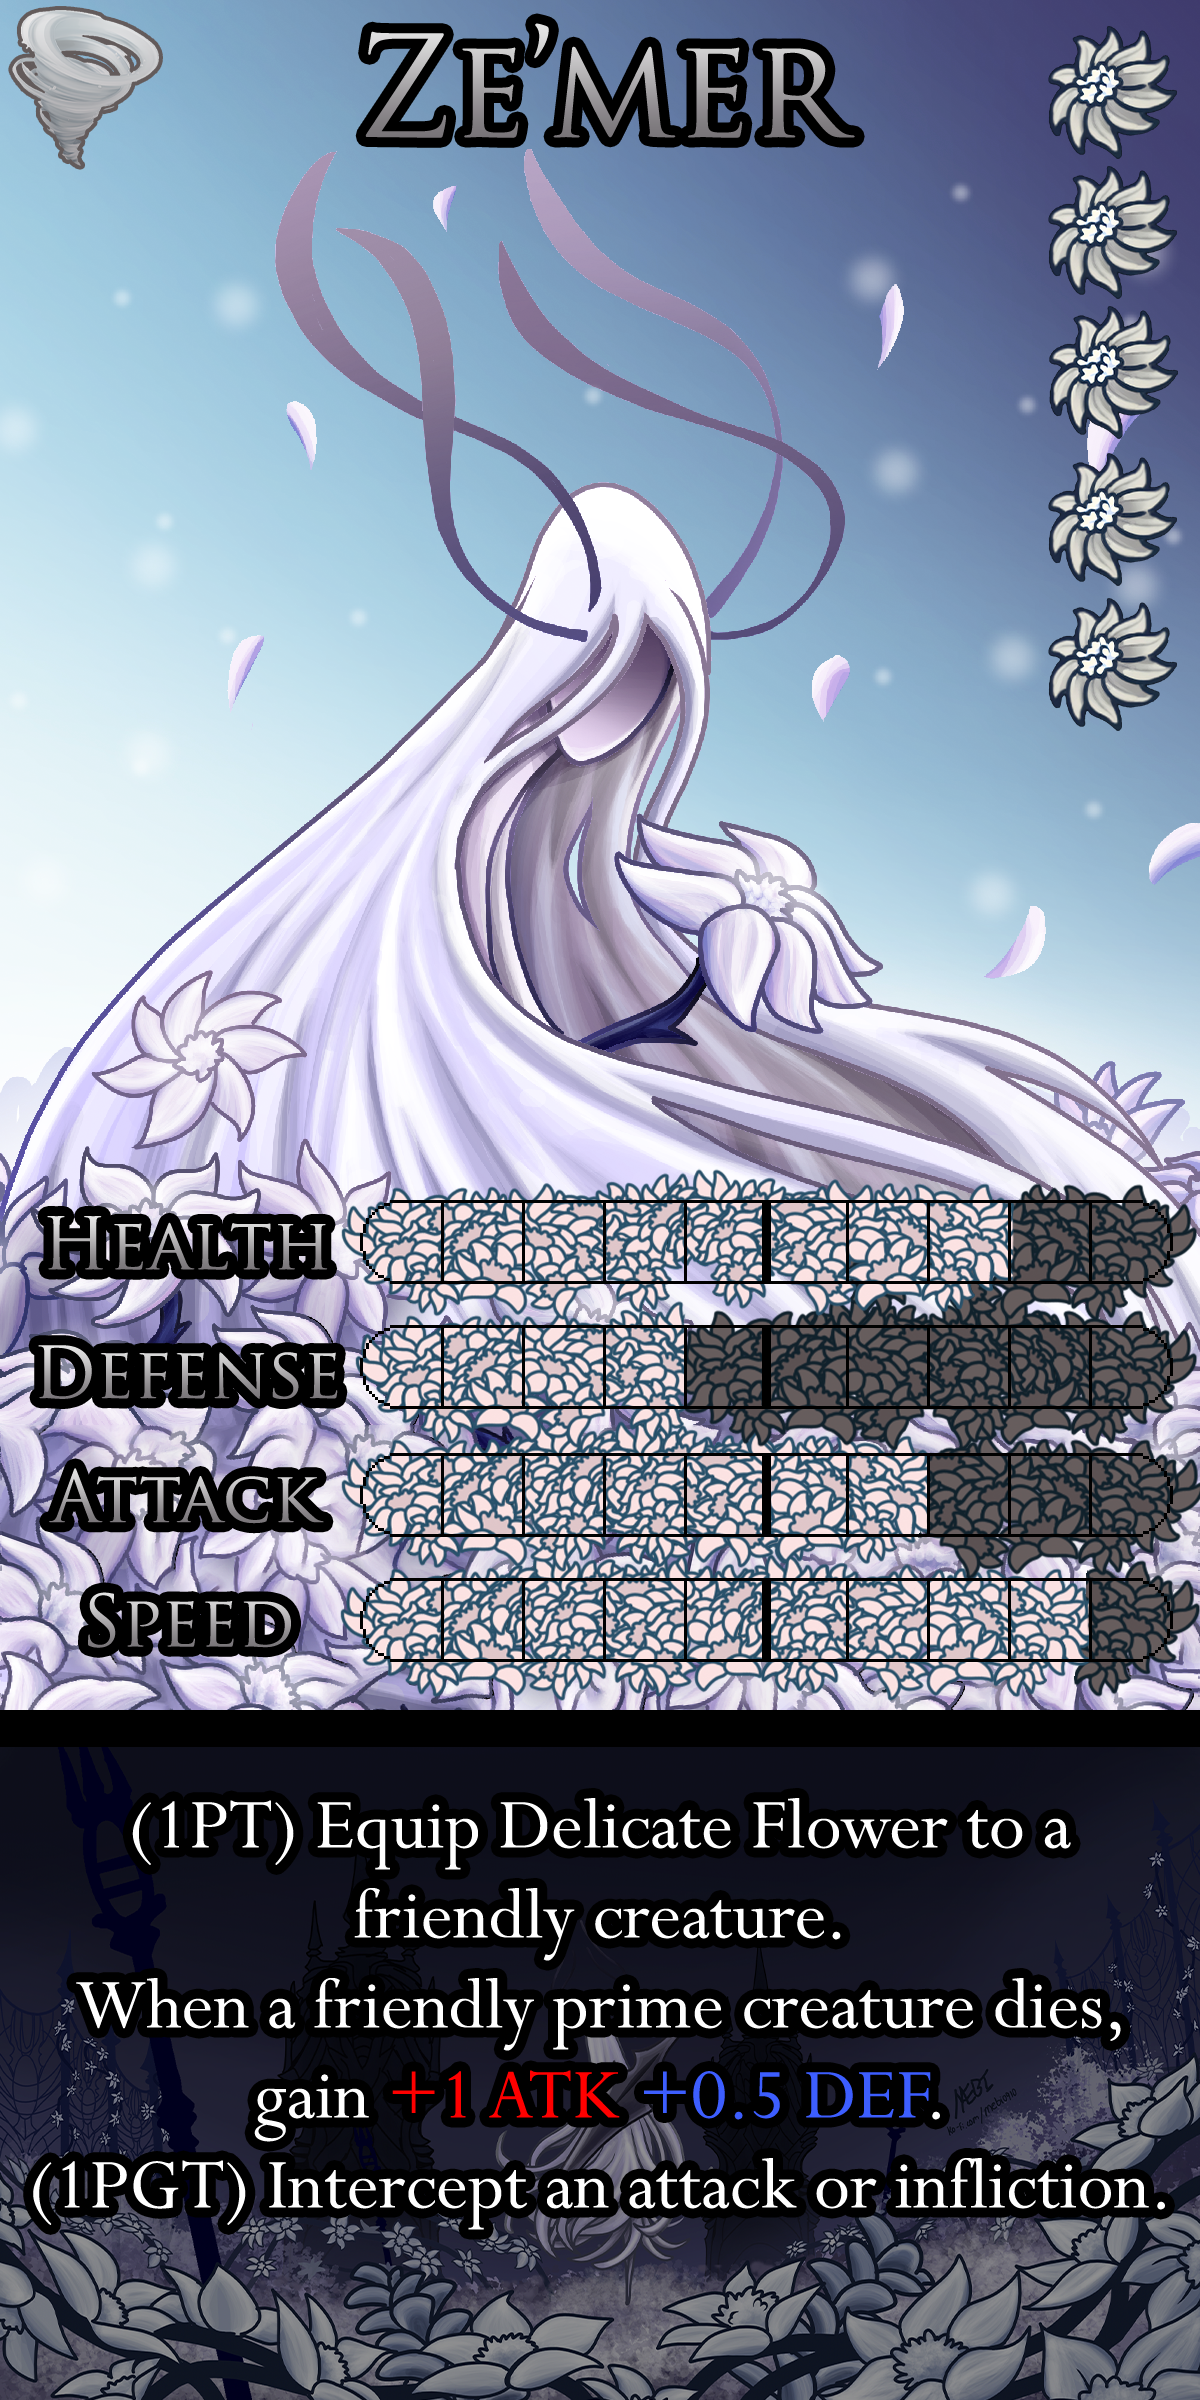 ZE'MER
HEALTH
DEFENSE
ATTACK
SPEED
(1PT) Equip Delicate Flower to a
friendly creature.
When a friendly prime creature dies,
gain +1 ATK +0.5 DEF.
MEBI
(1PGT) Intercept an attack or infliction.